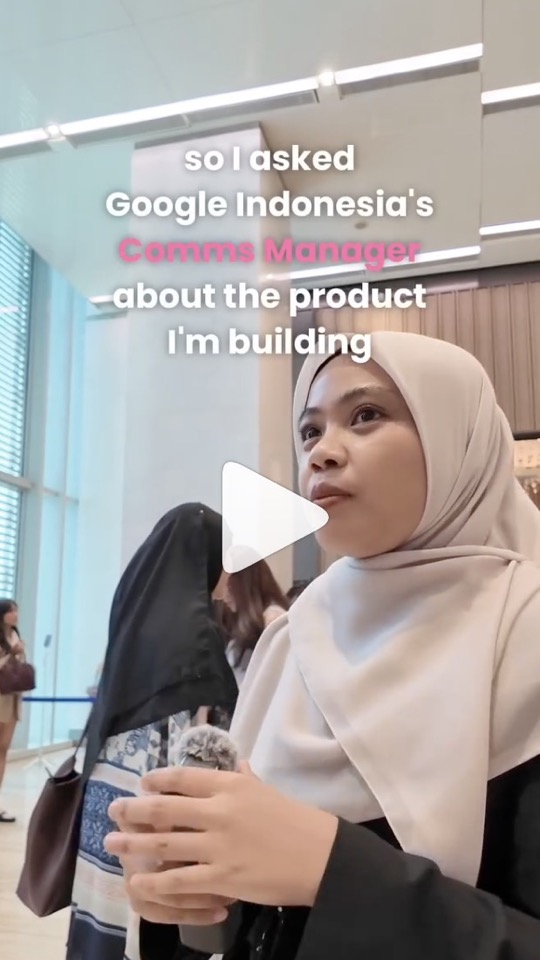 so I asked
Google Indonesia's
Comms Manager
about the product
I'm building